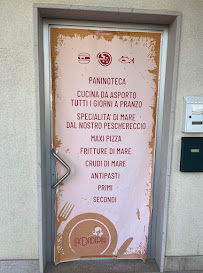 PANINOTECA
CUCINA DA ASPORTO
TUTTI I GIORNI A PRANZO
SPECIALITA' DI MARE
DAL NOSTRO PESCHERECCIO
MAXI PIZZA
FRITTURE DI MARE
CRUDI DI MARE
ANTIPASTI
PRIMI
SECONDI